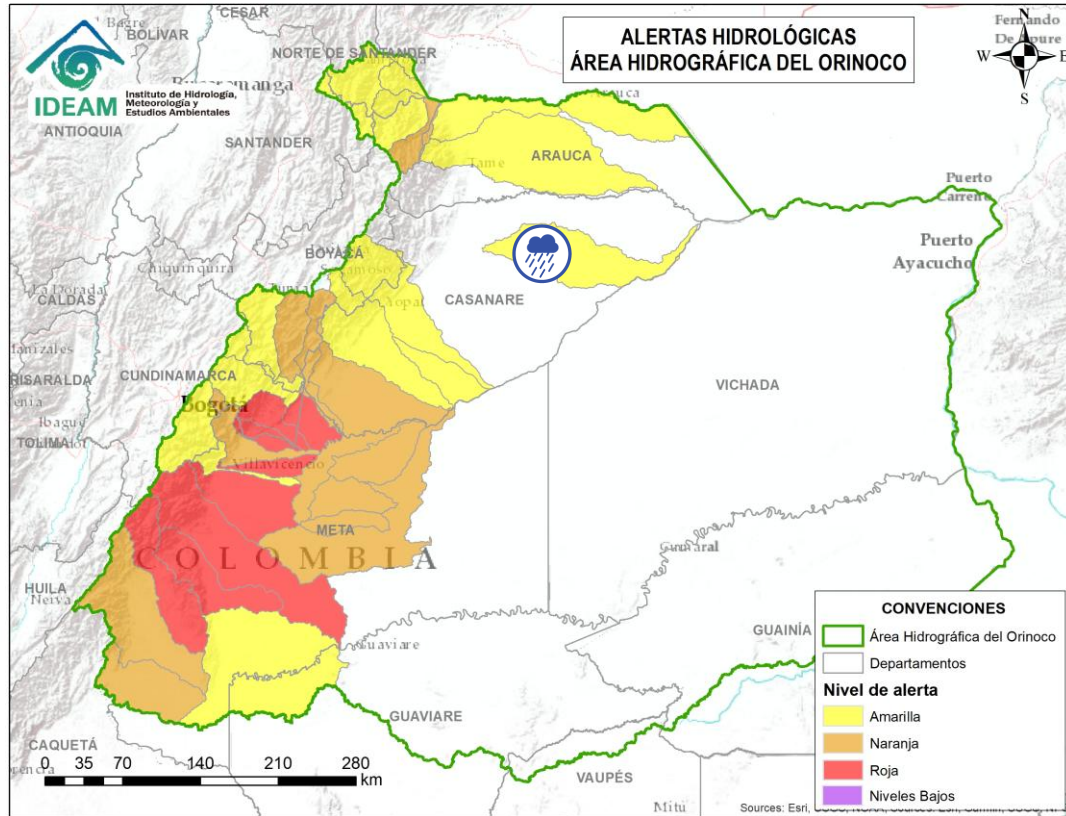 CESAR
Bagre
BOLÍVAR
ALERTAS HIDROLÓGICAS
ÁREA HIDROGRÁFICA DEL ORINOCO
N
W
E
S
NORTE DE SANTANDER
IDEAM
Instituto de Hidrología,
Meteorología y
Estudios Ambientales
ANTIOQUIA
SANTANDER
ARAUCA
Tame
Puerto
Carreño
Puerto
Ayacucho
BOYACÁ
Chiquinquira
La Dorada
CALDAS
Yopal
CASANARE
VICHADA
RISARALDA
CUNDINAMARCA
Bogotá
Ibagué
TOLIMA
Villavicencio
META
COLOMBIA
HUILA
Neiva
Guaviare
GUAINÍA
GUAVIARE
CAQUETÁ
VAUPÉS
Mitú
0 35 70 140 210 280
km
CONVENCIONES
Área Hidrográfica del Orinoco
Departamentos
Nivel de alerta
Amarilla
Naranja
Roja
Niveles Bajos
Sources: Esri,